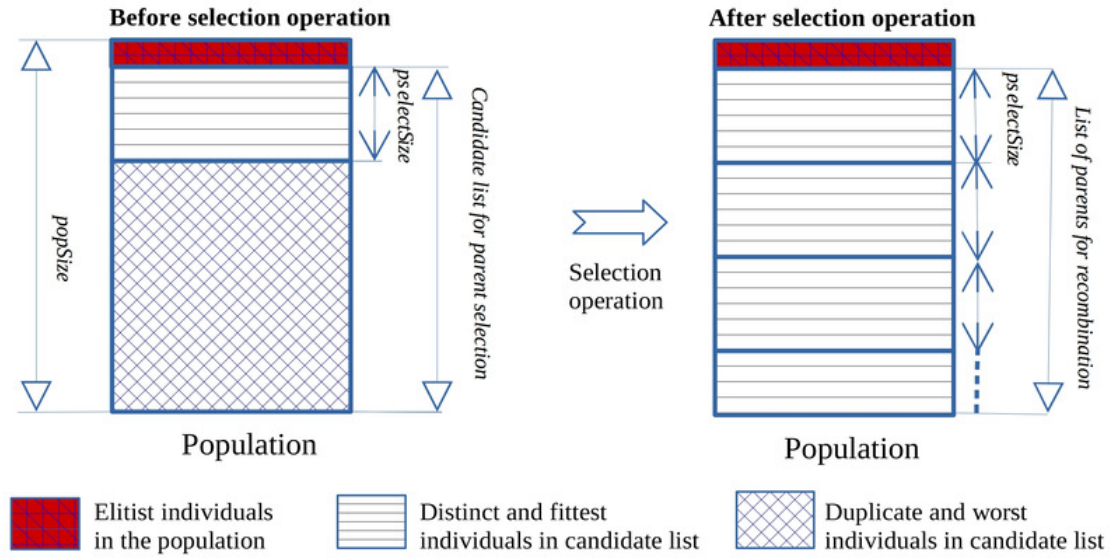 Before selection operation
popSize
pselectSize
Candidate list for parent selection
Population
Selection
operation
After selection operation
pselectSize
List of parents for recombination
Population
Elitist individuals
in the population
Distinct and fittest
individuals in candidate list
Duplicate and worst
individuals in candidate list